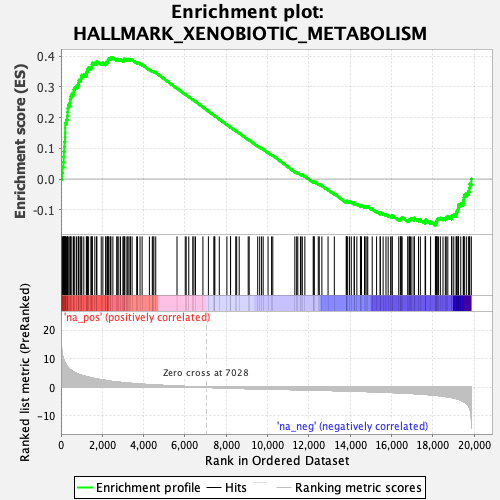 Enrichment plot:
HALLMARK_XENOBIOTIC_METABOLISM
Enrichment score (ES)
0.4
0.3
0.2
0.1
0.0
-0.1
'na_pos' (positively correlated)
Ranked list metric (PreRanked)
20
10
0
-10
Zero cross at 7028
'na_neg' (negatively correlated)
0
2,000
4,000
6,000
8,000
10,000
12,000
14,000
16,000
18,000
20,000
Rank in Ordered Dataset
Enrichment profile
Hits
Ranking metric scores